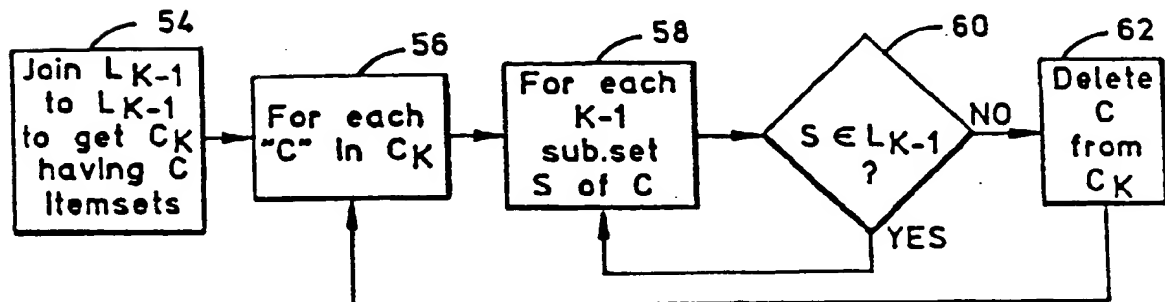 54
Join L K-1
to L K-1
to get C K
having C
Itemsets
56
For each
"C" in C K
58
For each
K-1
sub.set
S of C
60
S ∈ L K-1
?
NO
YES
62
Delete
C
from
C K